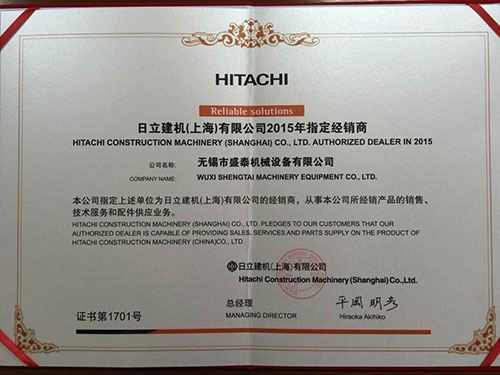 HITACHI
Reliable solutions
日立建机(上海)有限公司2015年指定经销商
HITACHI CONSTRUCTION MACHINERY (SHANGHAI) CO., LTD. AUTHORIZED DEALER IN 2015
公司名称: 无锡市盛泰机械设备有限公司
COMPANY NAME: WUXI SHENGTAI MACHINERY EQUIPMENT CO., LTD.
本公司指定上述单位为日立建机(上海)有限公司的经销商，从事本公司所经销产品的销售、
技术服务和配件供应业务。
HITACHI CONSTRUCTION MACHINERY (SHANGHAI) CO., LTD. PLEDGES TO OUR CUSTOMERS THAT OUR
AUTHORIZED DEALER IS CAPABLE OF PROVIDING SALES, SERVICES AND PARTS SUPPLY ON THE PRODUCT OF
HITACHI CONSTRUCTION MACHINERY (CHINA)CO., LTD.
日立建机(上海)有限公司
Hitachi Construction Machinery (Shanghai) Co., Ltd.
总经理 平岡 明彦
MANAGING DIRECTOR Hiraoka Akihiko
证书第1701号